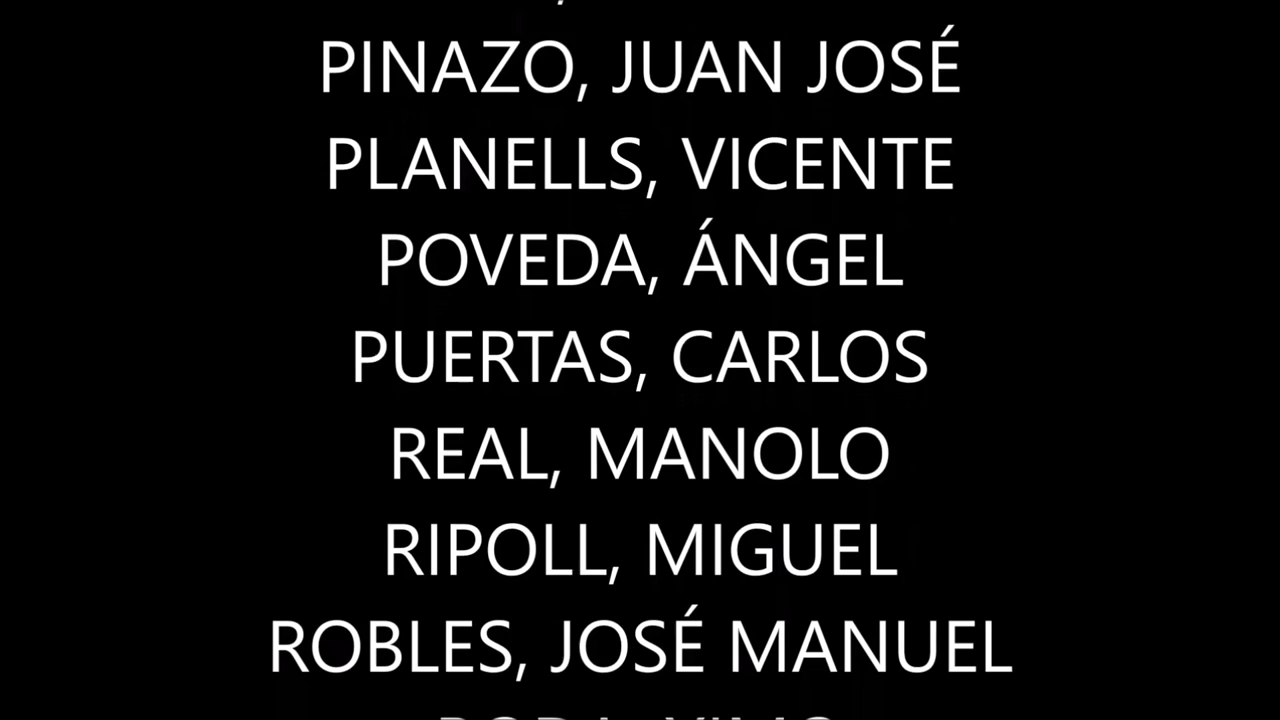 PINAZO, JUAN JOSÉ
PLANELLS, VICENTE
POVEDA, ÁNGEL
PUERTAS, CARLOS
REAL, MANOLO
RIPOLL, MIGUEL
ROBLES, JOSÉ MANUEL